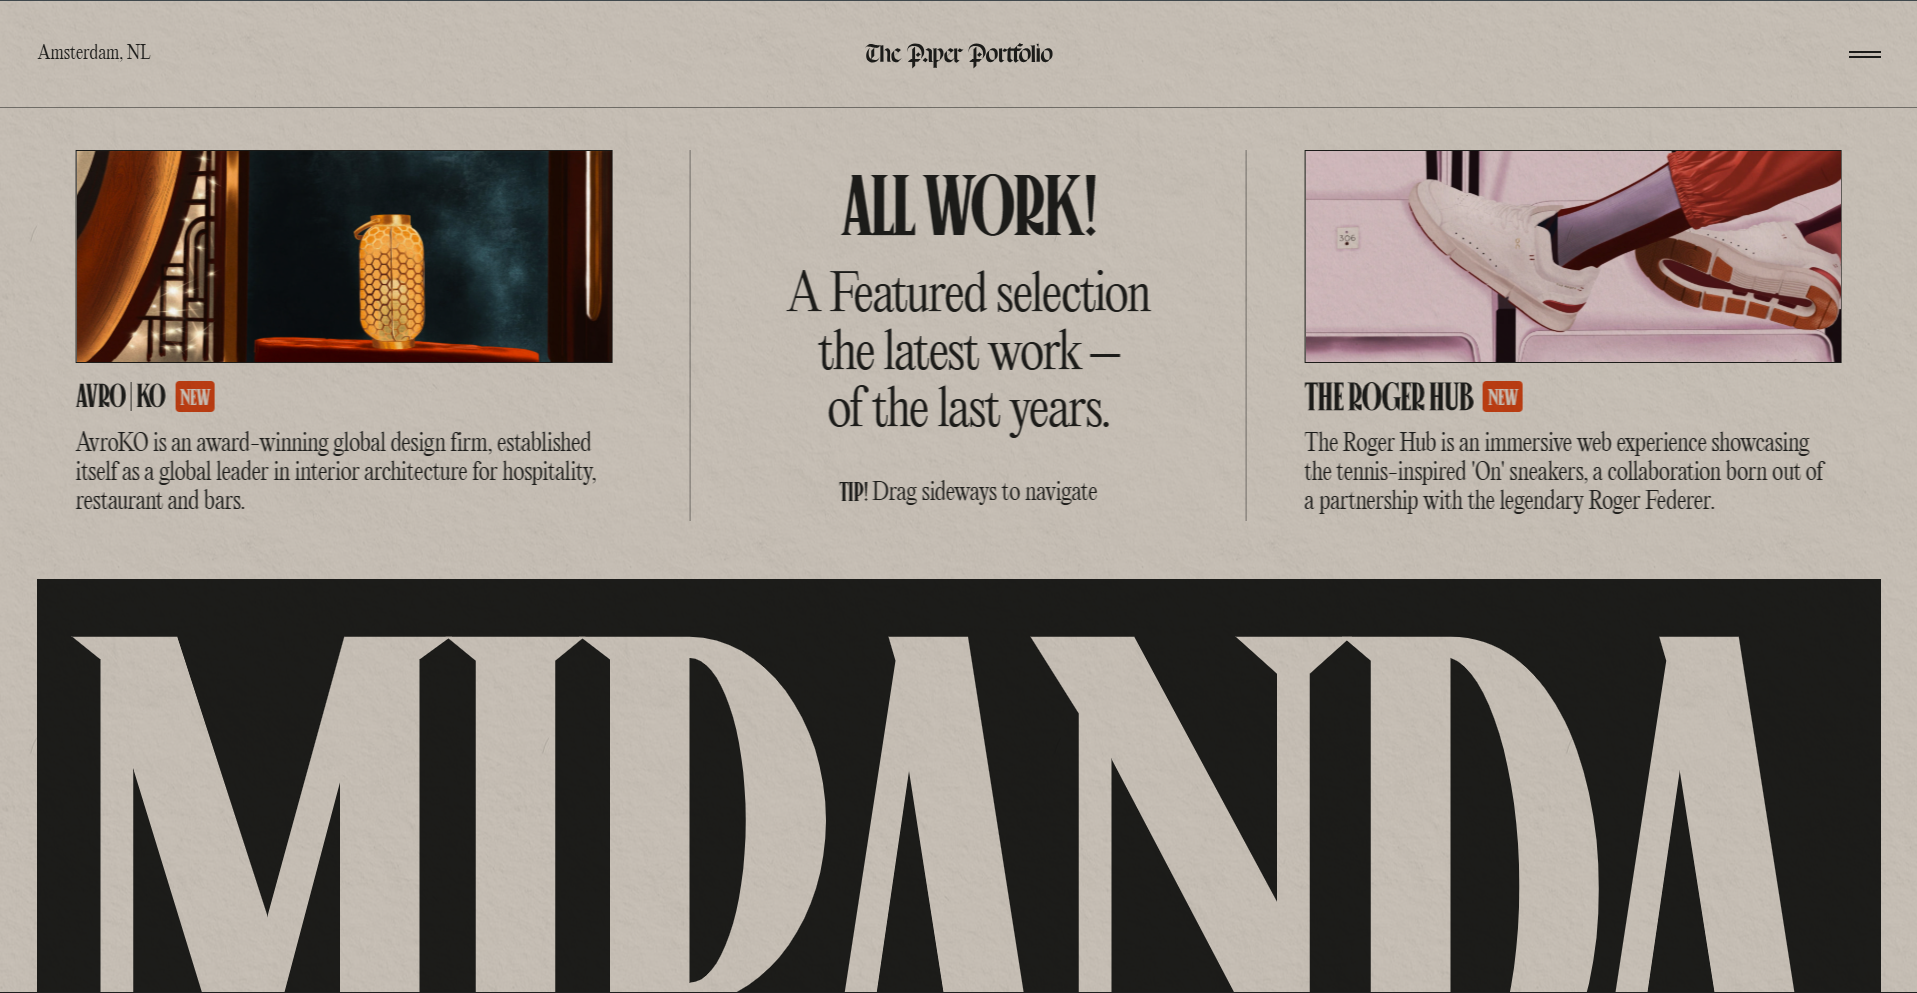 Amsterdam, NL
The Paper Portfolio
AVRO|KO NEW
AvroKO is an award-winning global design firm, established
itself as a global leader in interior architecture for hospitality,
restaurant and bars.
ALL WORK!
A Featured selection
the latest work –
of the last years.
TIP! Drag sideways to navigate
306
THE ROGER HUB NEW
The Roger Hub is an immersive web experience showcasing
the tennis-inspired 'On' sneakers, a collaboration born out of
a partnership with the legendary Roger Federer.
MIRANDA